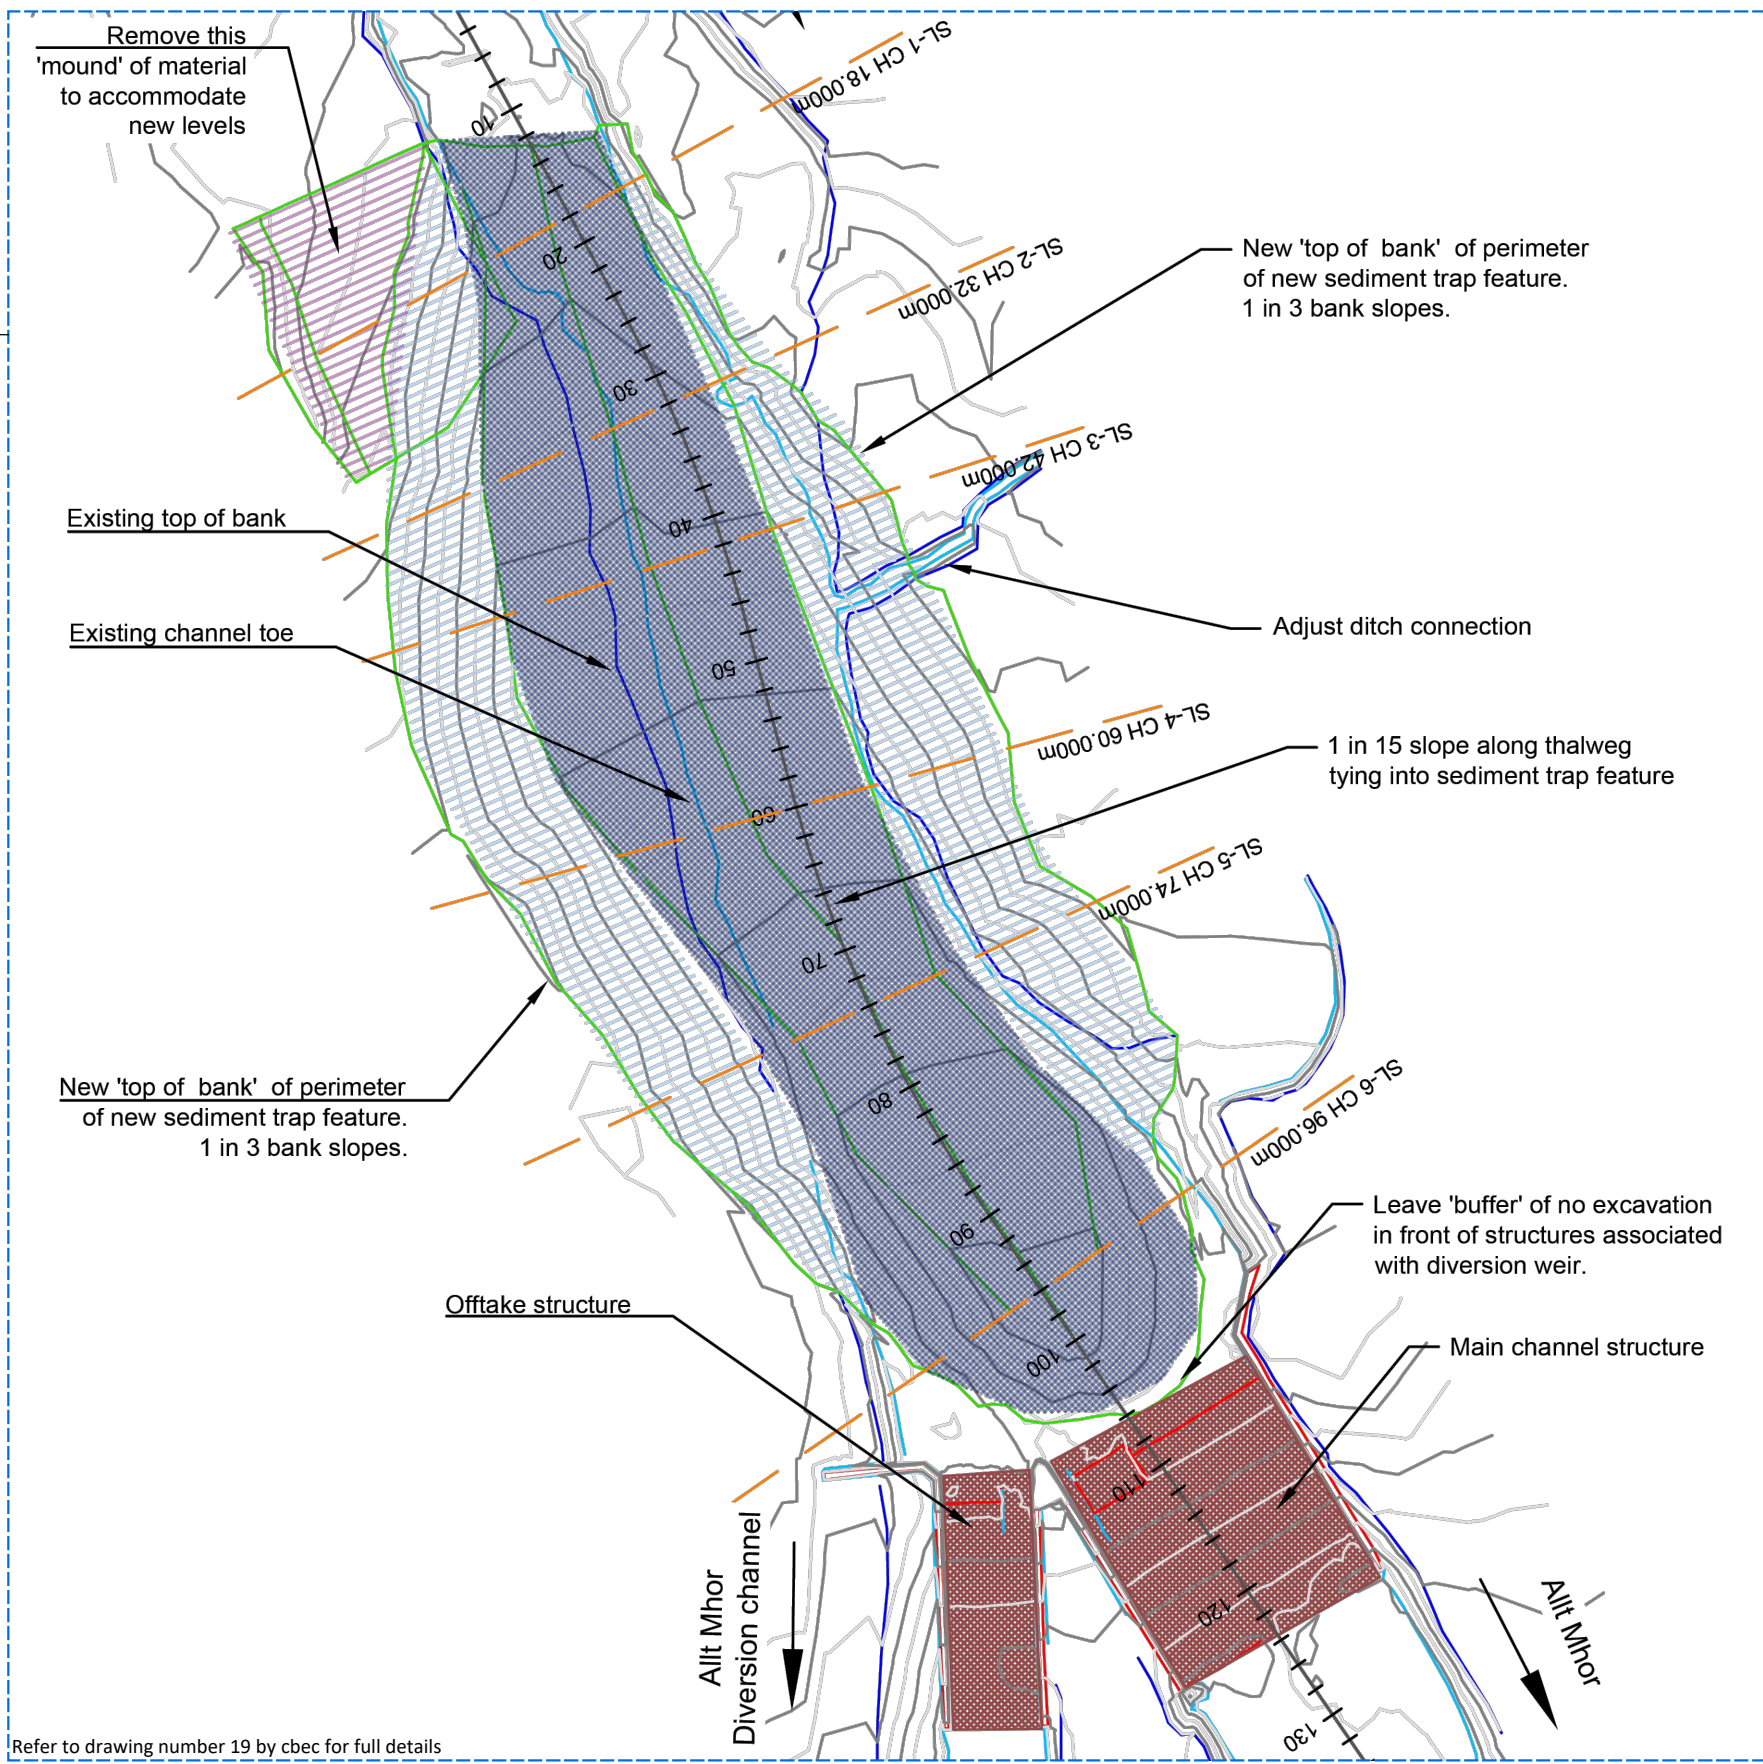 Remove this
'mound' of material
to accommodate
new levels
SL-1 CH 18.000m
SL-2 CH 32.000m
New 'top of bank' of perimeter
of new sediment trap feature.
1 in 3 bank slopes.
SL-3 CH 42.000m
Existing top of bank
Existing channel toe
Adjust ditch connection
SL-4 CH 60.000m
1 in 15 slope along thalweg
tying into sediment trap feature
SL-5 CH 74.000m
New 'top of bank' of perimeter
of new sediment trap feature.
1 in 3 bank slopes.
SL-6 CH 96.000m
Leave 'buffer' of no excavation
in front of structures associated
with diversion weir.
Offtake structure
Main channel structure
10
20
30
40
50
60
70
80
90
100
110
120
130
Allt Mhor
Diversion channel
Allt Mhor
Refer to drawing number 19 by cbec for full details